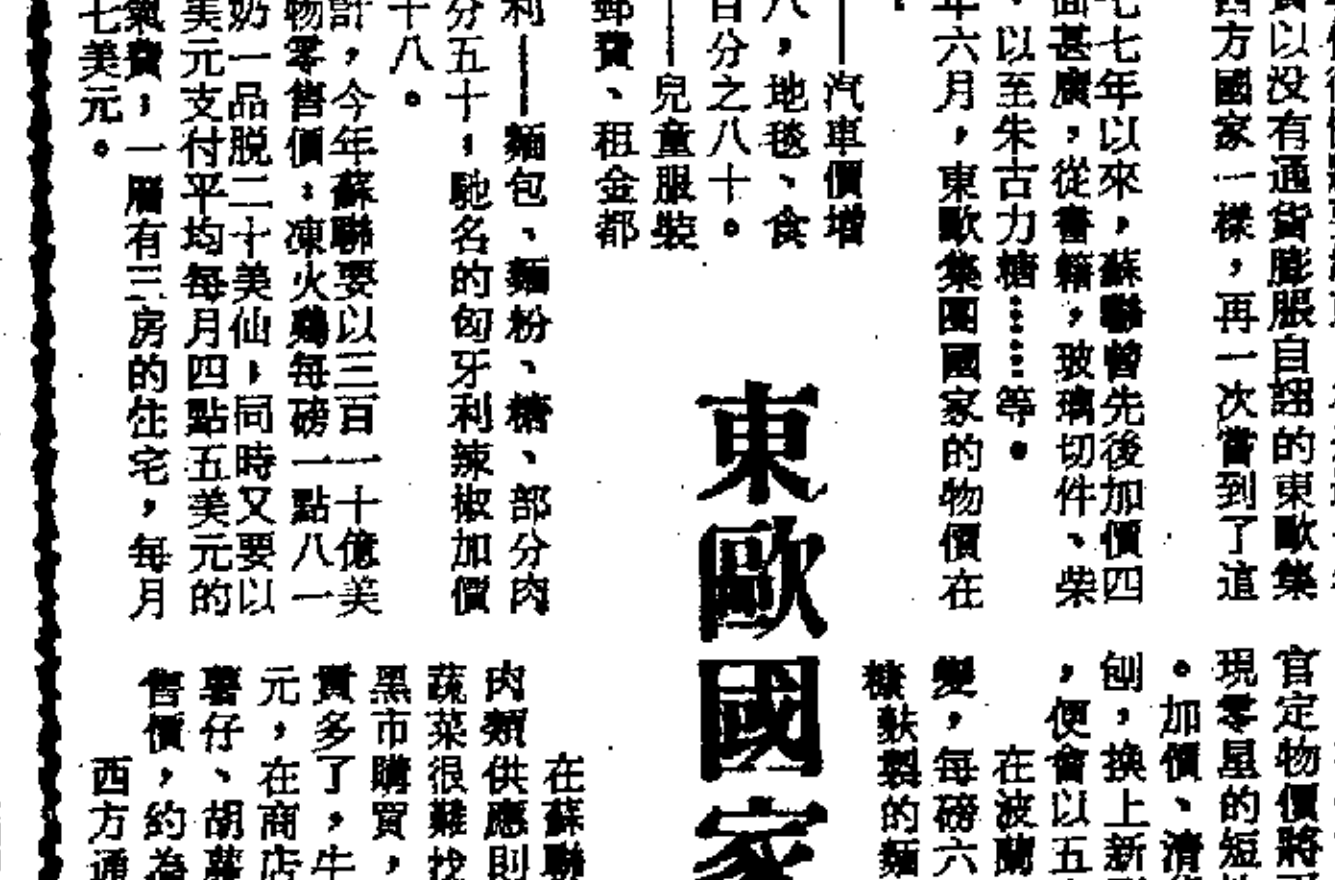 西方國家一樣,再一次嘗到了這
以没有通貨膨脹自詡的東歐集
七七年以來,蘇聯曾先後加價四
面甚廣,從書籍,玻璃切件、柴
、以至朱古力糖……等。
年六月,東歐集團國家的物價在
——汽車價增
八,地毯、食
百分之八十。
——兒童服裝
郵費、租金都
東歐國家
利——麵包、麵粉、糖、部分肉
分五十,馳名的匈牙利辣椒加價
十八。
計,今年蘇聯要以三百一十億美
物零售價:凍火鷄每磅一點八一
奶一品脱二十美仙,同時又要以
美元支付平均每月四點五美元的
氣費;一層有三房的住宅,每月
七美元。
官定物價將
現零星的短
。加價、清
刨,換上新
,便會以五
在波蘭
變,每磅六
麩製的麵
在蘇聯
肉類供應則
蔬菜很難找
黑市購買,
貴多了,牛
元,在商店
薯仔、胡蘿
售價,約為
西方通